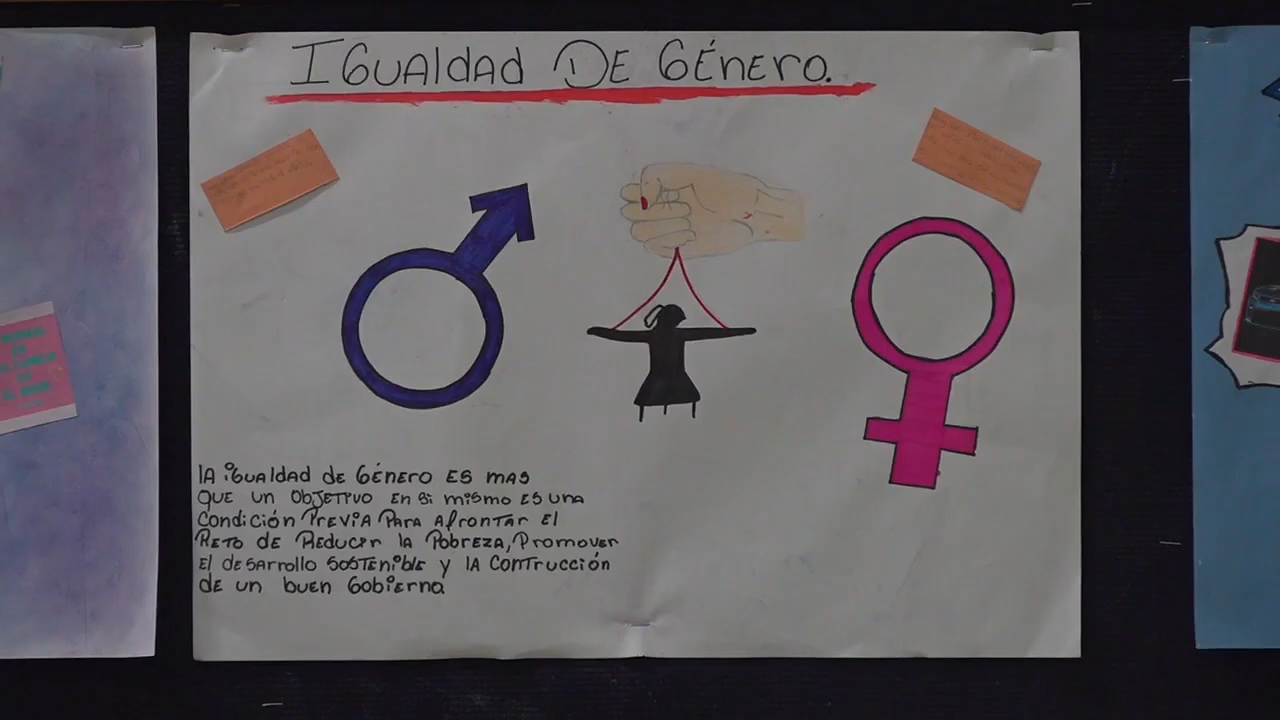 IGUALDAD DE GÉNERO.
LA iGUALDAD DE GÉNERO ES MAS
QUE UN OBJETIVO EN SI MISMO ES UNA
CONDICIÓN PREVIA PARA AFRONTAR EL
RETO DE REDUCIR LA POBREZA, PROMOVER
EL DESARROLLO SOSTENIBLE Y LA CONTRUCCIÓN
DE UN BUEN GOBIERNO